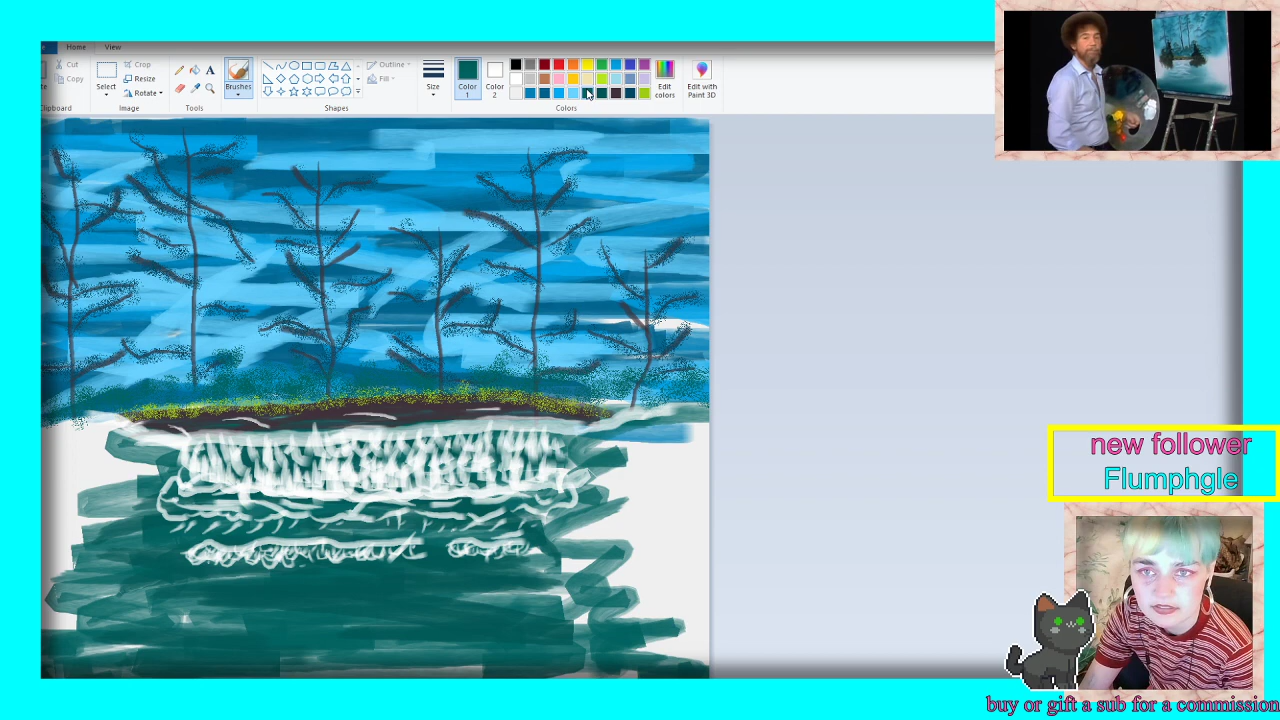 Home View
Cut
Copy
Crop
Resize
Rotate
Select
Brushes
Outline
Fill
Size
Color
1
Color
2
Edit
colors
Edit with
Paint 3D
Image
Tools
Shapes
Colors
new follower
Flumphgle
buy or gift a sub for a commission